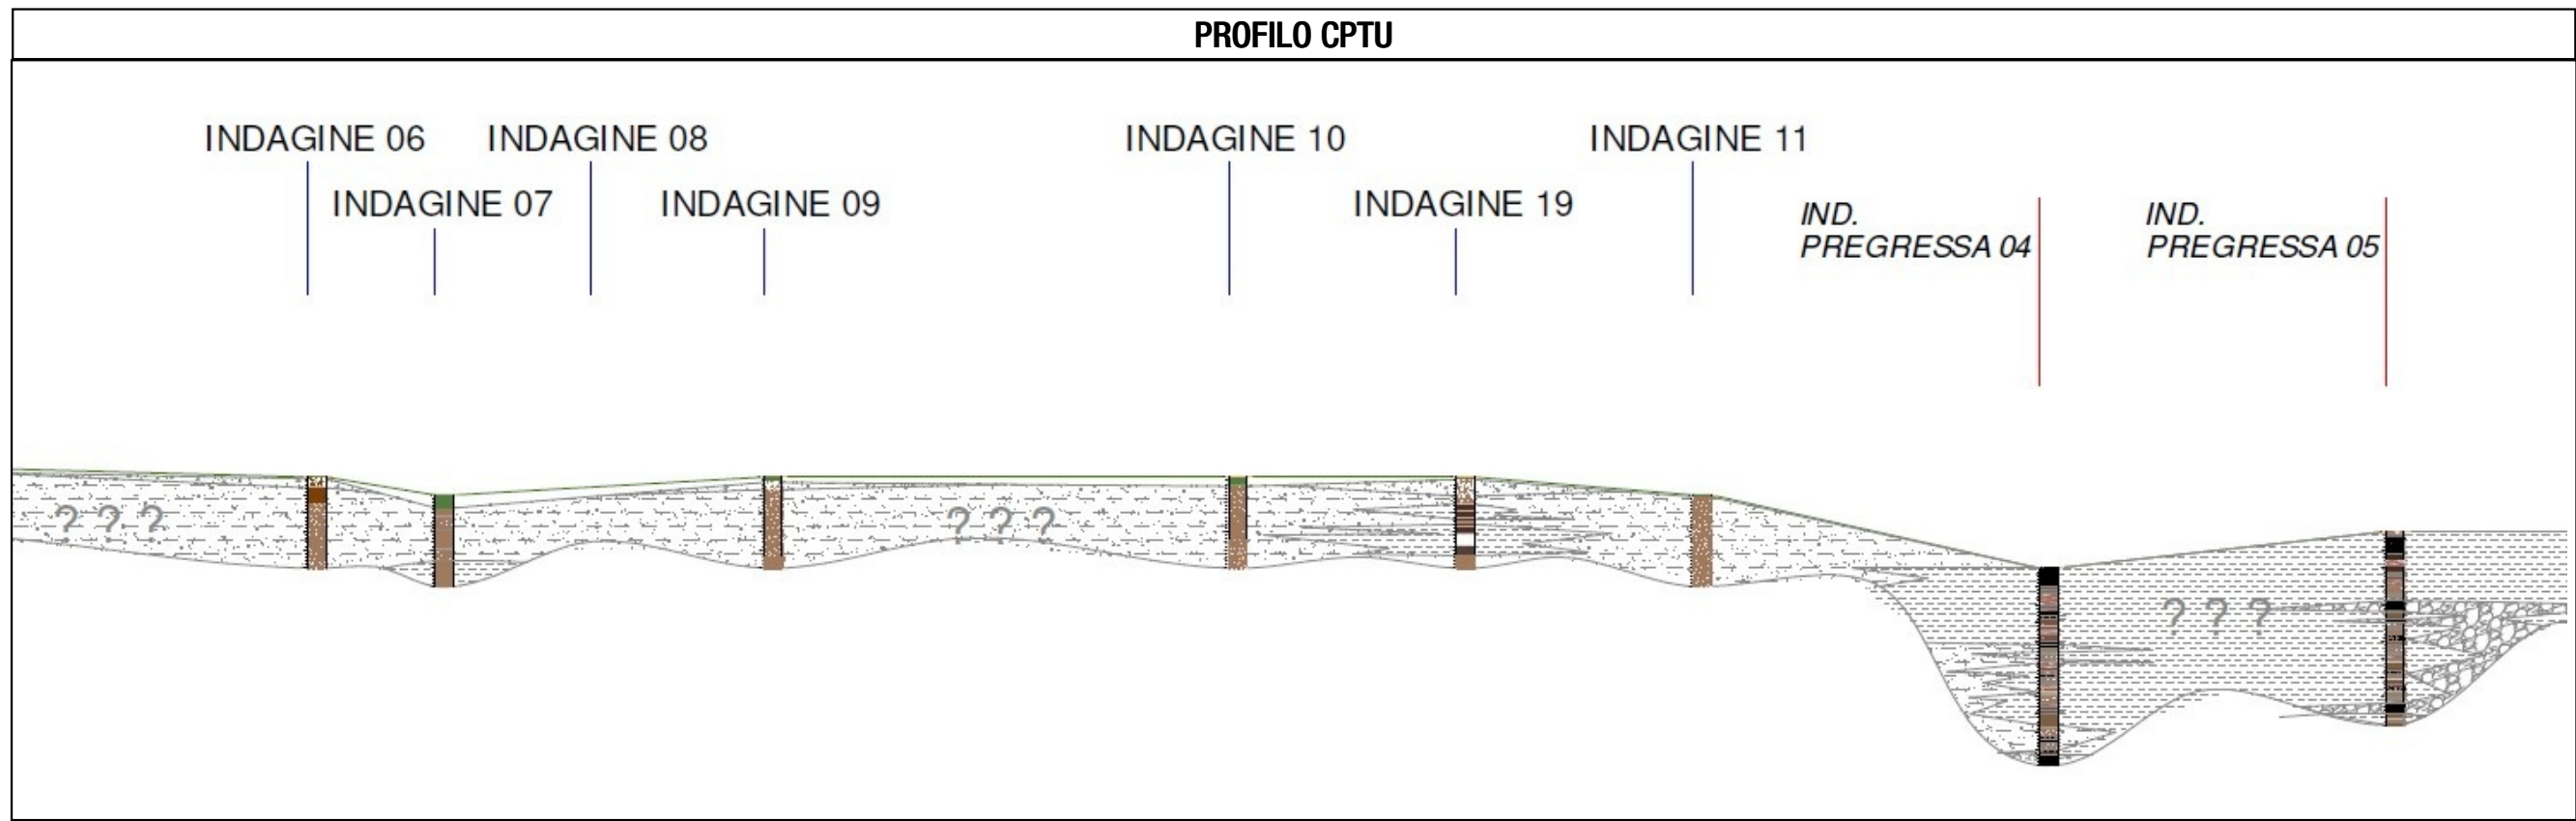 PROFILO CPTU
INDAGINE 06
INDAGINE 08
INDAGINE 10
INDAGINE 11
INDAGINE 07
INDAGINE 09
INDAGINE 19
IND.
PREGRESSA 04
IND.
PREGRESSA 05
? ? ?
? ? ?
? ? ?